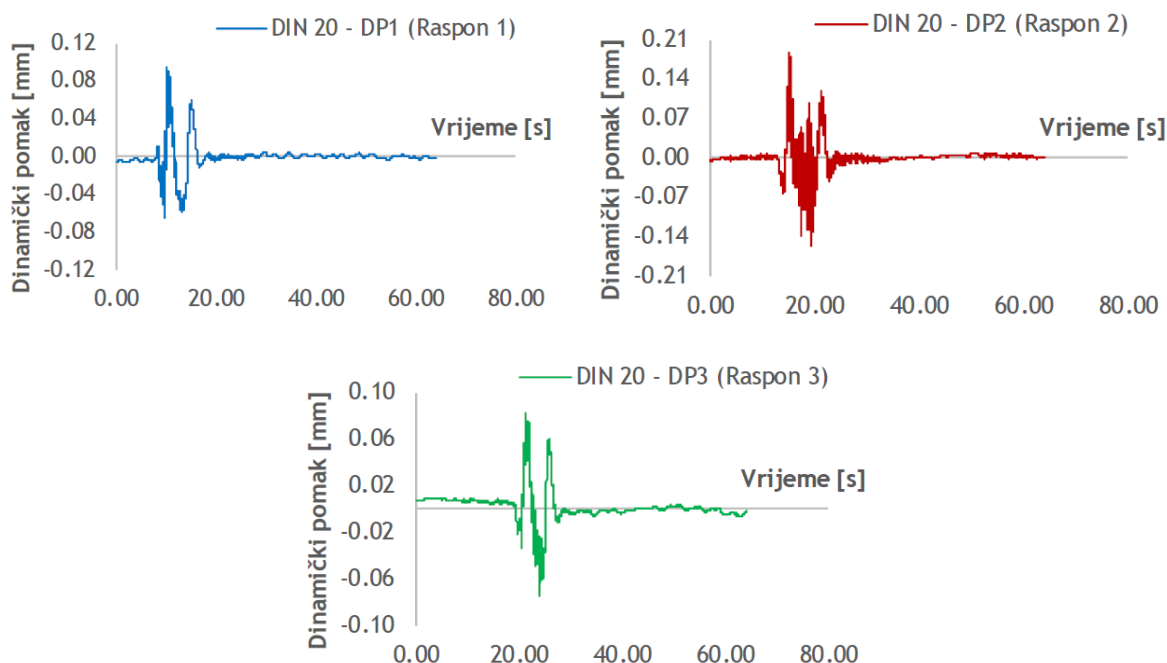 DIN 20 - DP1 (Raspon 1)
Dinamički pomak [mm]
0.12
0.08
0.04
0.00
-0.04
-0.08
-0.12
Vrijeme [s]
0.00 20.00 40.00 60.00 80.00
DIN 20 - DP2 (Raspon 2)
Dinamički pomak [mm]
0.21
0.14
0.07
0.00
-0.07
-0.14
-0.21
Vrijeme [s]
0.00 20.00 40.00 60.00 80.00
DIN 20 - DP3 (Raspon 3)
Dinamički pomak [mm]
0.10
0.06
0.02
-0.02
-0.06
-0.10
Vrijeme [s]
0.00 20.00 40.00 60.00 80.00